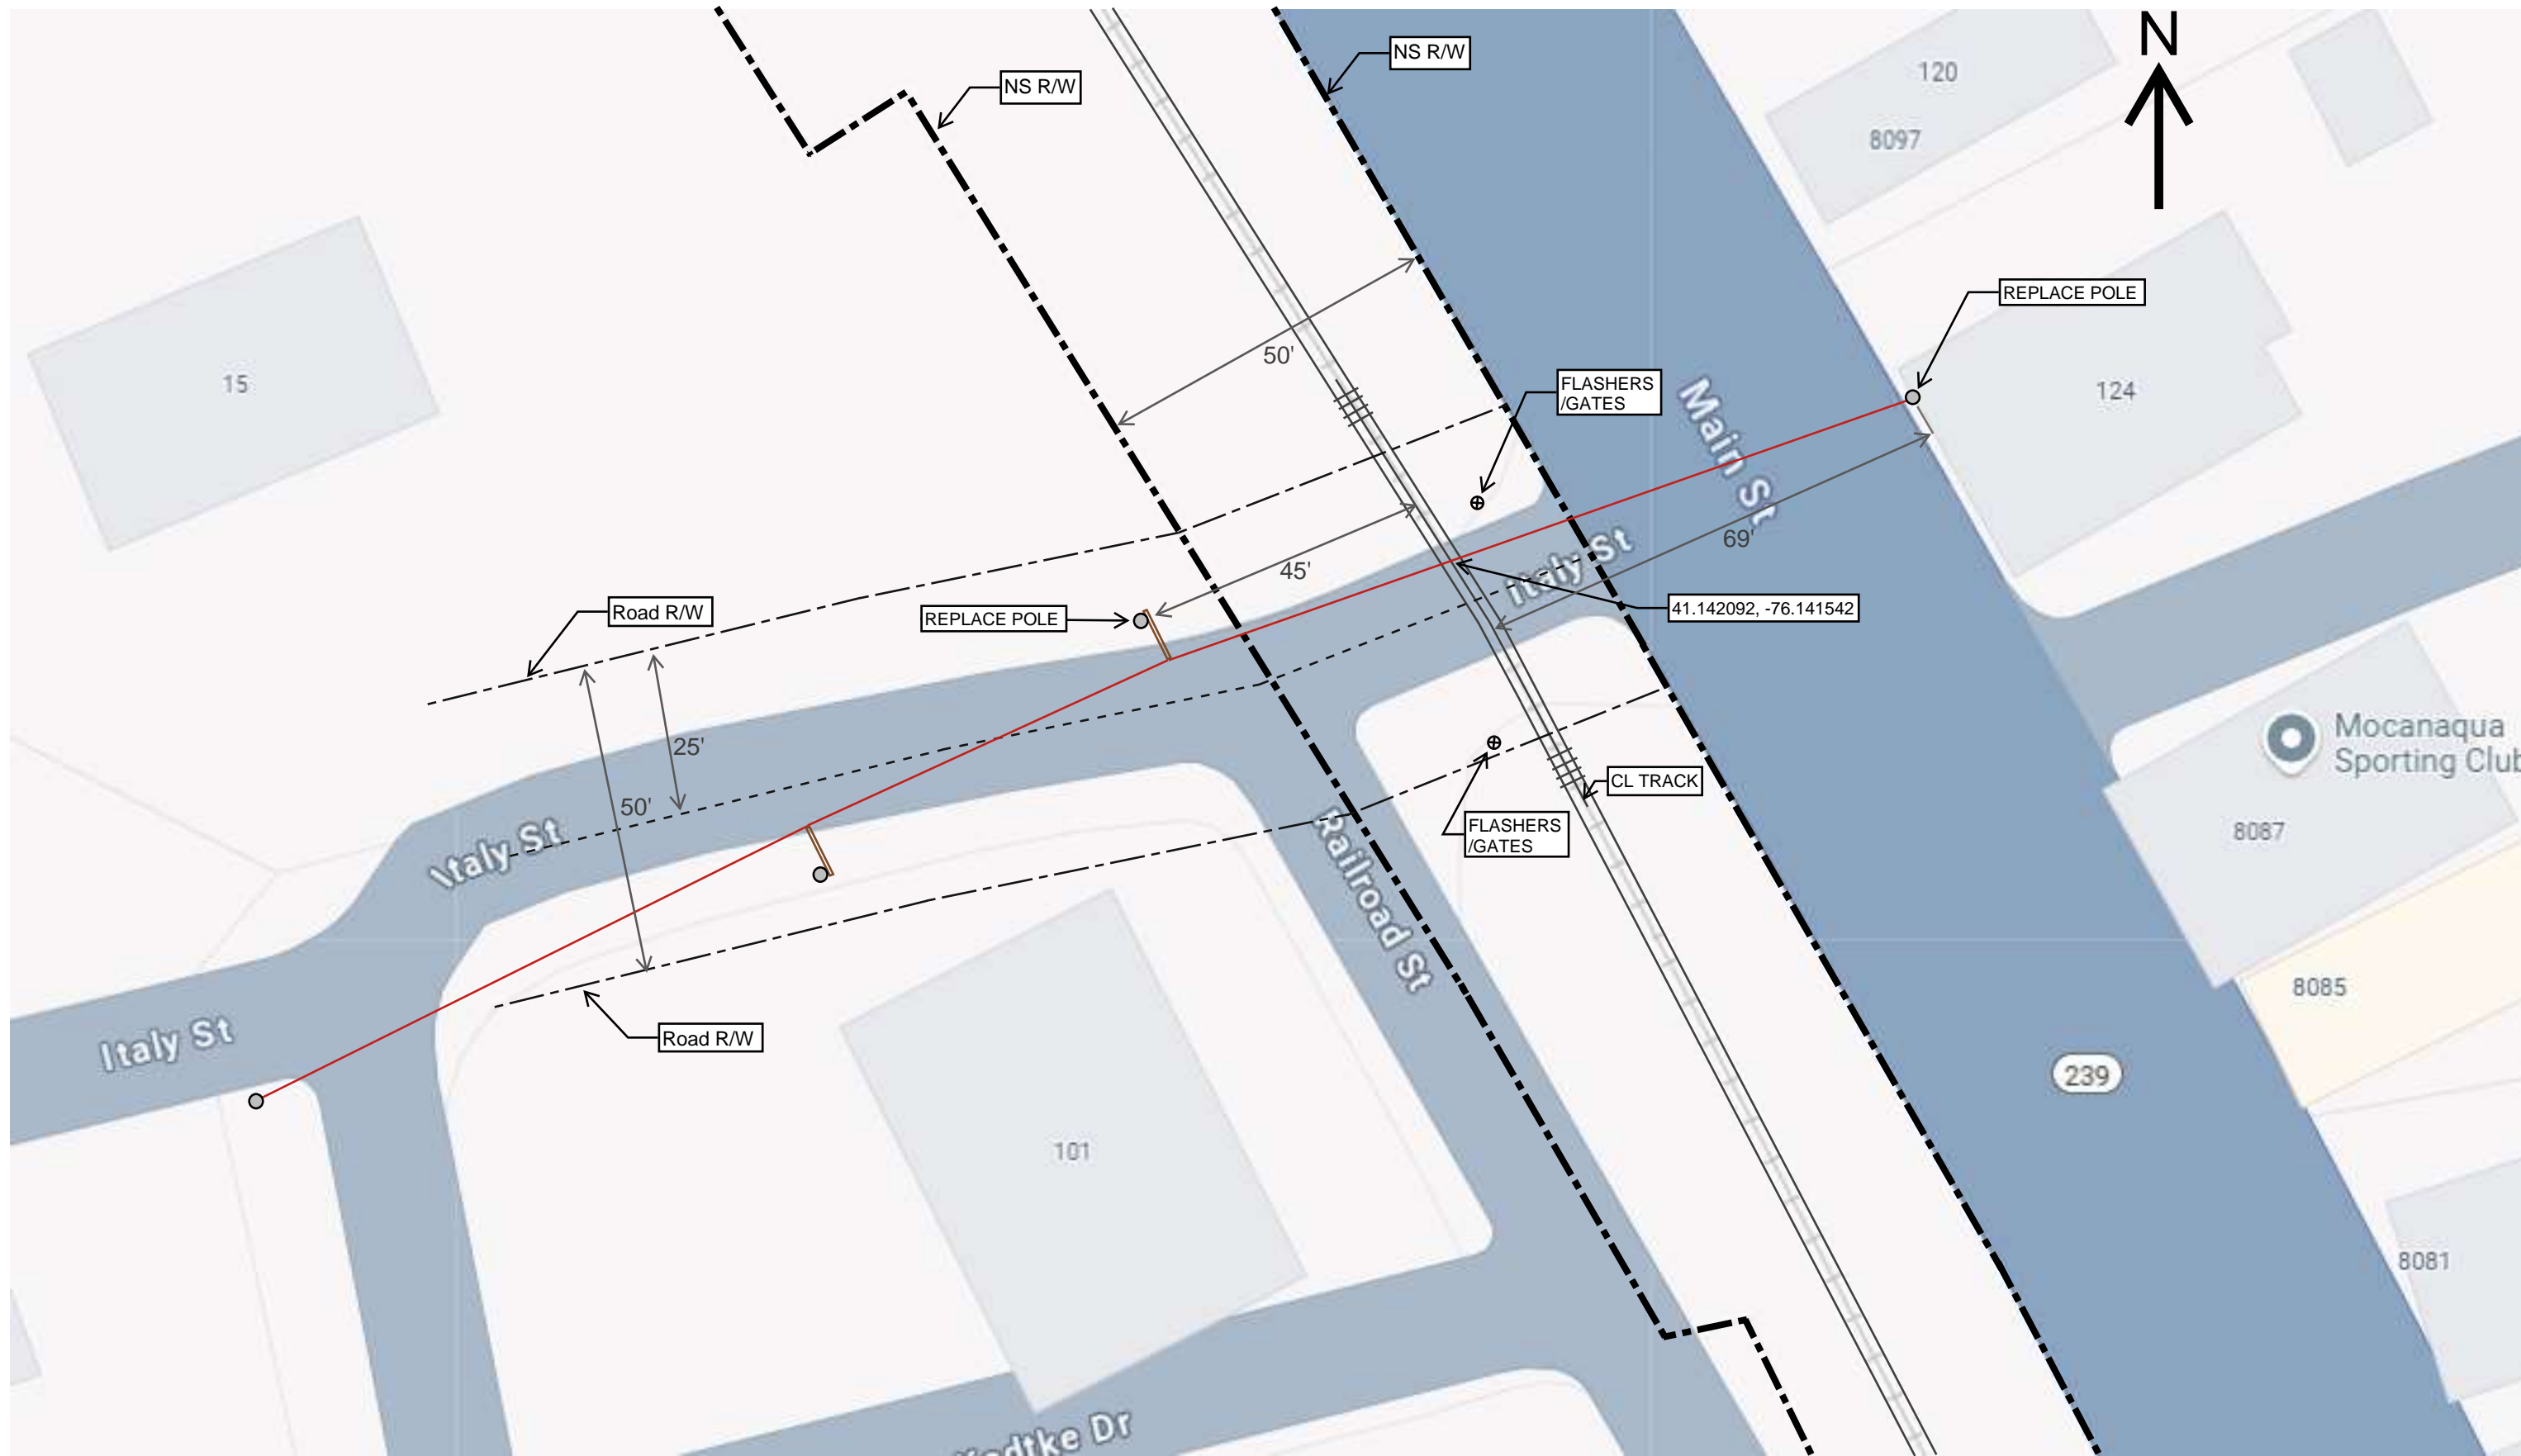 N
NS R/W
NS R/W
120
8097
REPLACE POLE
50'
15
FLASHERS
/GATES
124
Main St
69'
Italy St
45'
Road R/W
REPLACE POLE
41.142092, -76.141542
25'
50'
Mocanaqua
Sporting Club
CL TRACK
8087
FLASHERS
/GATES
Italy St
Railroad St
8085
Road R/W
Italy St
239
101
8081
Dr